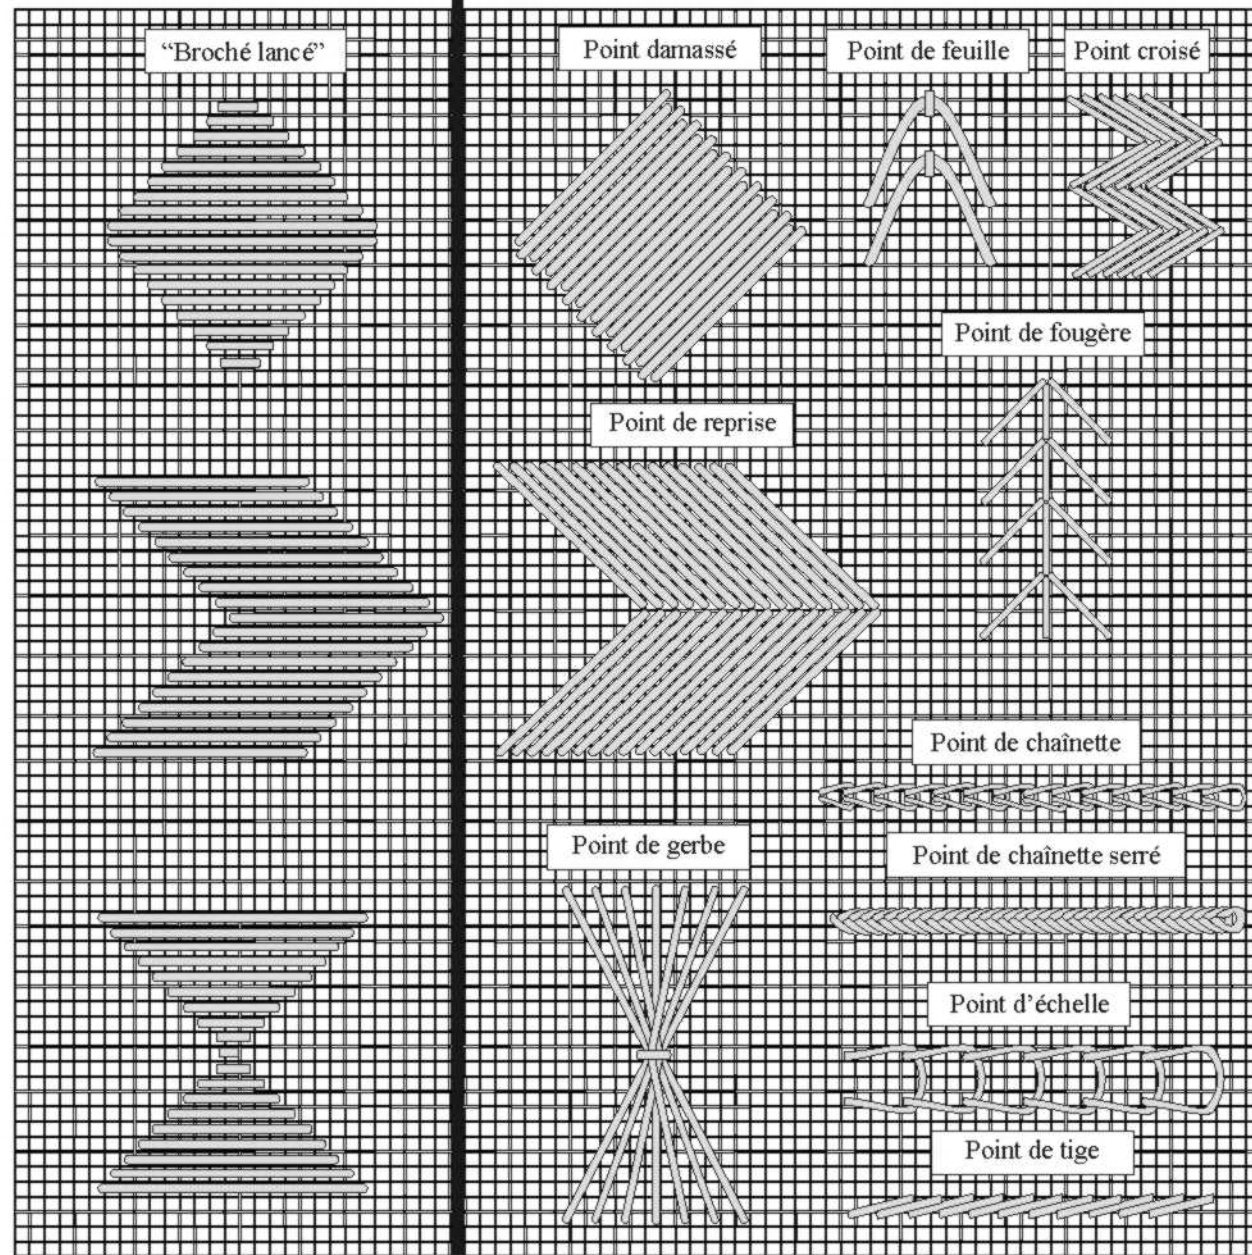 “Broché lancé”
Point damassé
Point de feuille
Point croisé
Point de fougère
Point de reprise
Point de chaînette
Point de gerbe
Point de chaînette serré
Point d’échelle
Point de tige